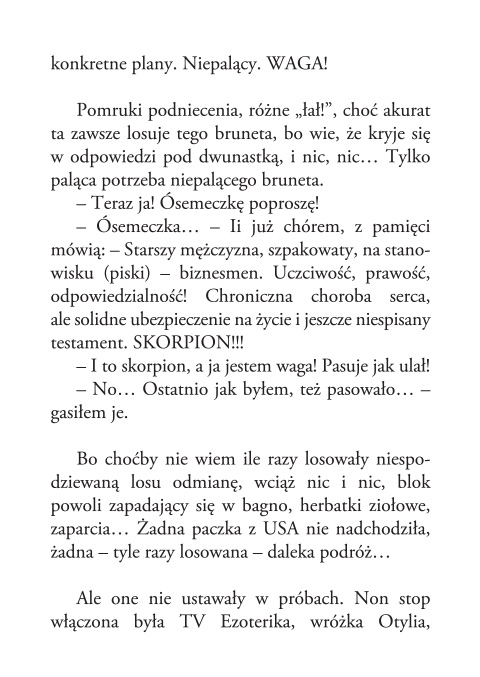 konkretne plany. Niepalący. WAGA!
Pomruki podniecenia, różne „łał!”, choć akurat
ta zawsze losuje tego bruneta, bo wie, że kryje się
w odpowiedzi pod dwunastką, i nic, nic… Tylko
paląca potrzeba niepalącego bruneta.
– Teraz ja! Ósemeczkę poproszę!
– Ósemeczka… – Ii już chórem, z pamięci
mówią: – Starszy mężczyzna, szpakowaty, na stano-
wisku (piski) – biznesmen. Uczciwość, prawość,
odpowiedzialność! Chroniczna choroba serca,
ale solidne ubezpieczenie na życie i jeszcze niespisany
testament. SKORPION!!!
– I to skorpion, a ja jestem waga! Pasuje jak ulał!
– No… Ostatnio jak byłem, też pasowało… –
gasiłem je.
Bo choćby nie wiem ile razy losowały niespo-
dziewaną losu odmianę, wciąż nic i nic, blok
powoli zapadający się w bagno, herbatki ziołowe,
zaparcia… Żadna paczka z USA nie nadchodziła,
żadna – tyle razy losowana – daleka podróż…
Ale one nie ustawały w próbach. Non stop
włączona była TV Ezoterika, wróżka Otylia,